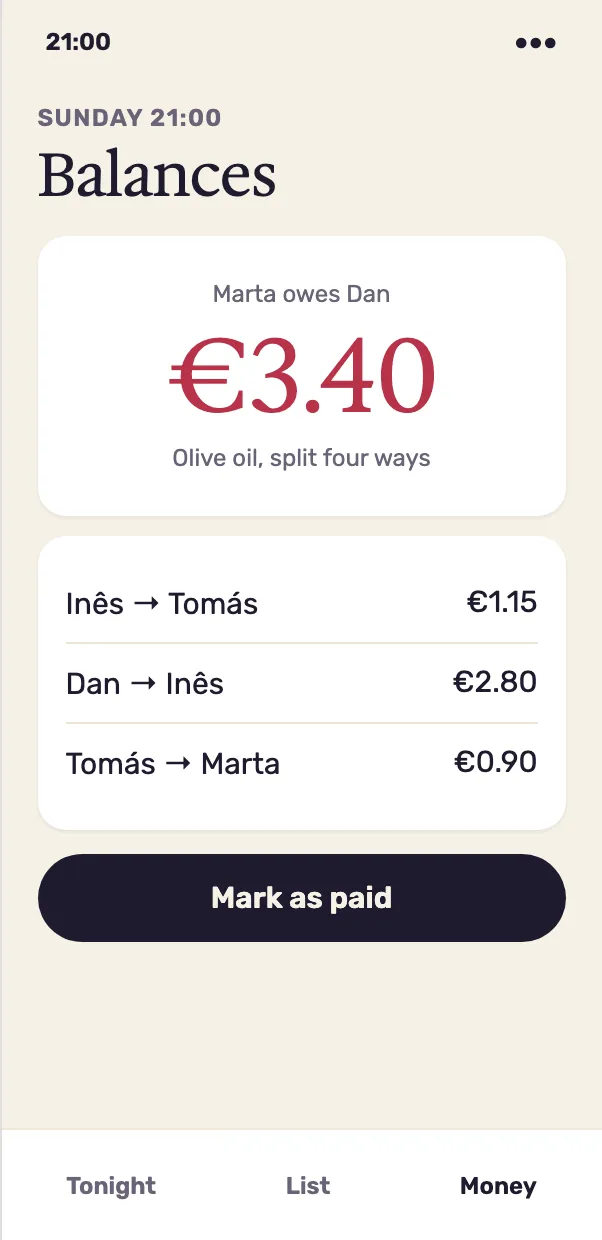 21:00
SUNDAY 21:00
Balances
Marta owes Dan
€3.40
Olive oil, split four ways
Inês → Tomás €1.15
Dan → Inês €2.80
Tomás → Marta €0.90
Mark as paid
Tonight List Money